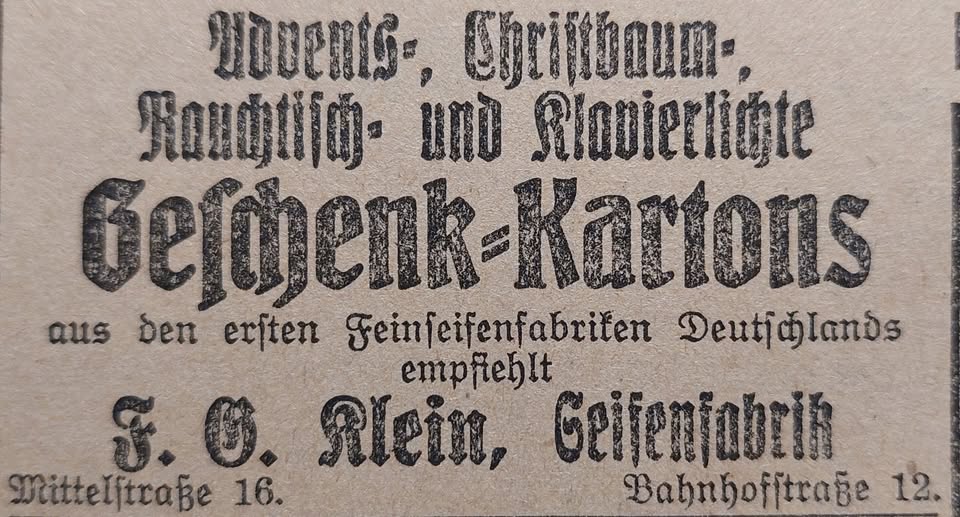 Advents-, Christbaum-,
Rauchtisch- und Klavierlichte
Geschenk-Kartons
aus den ersten Feinseifenfabriken Deutschlands
empfiehlt
F. G. Klein, Seifenfabrik
Mittelstraße 16. Bahnhofstraße 12.